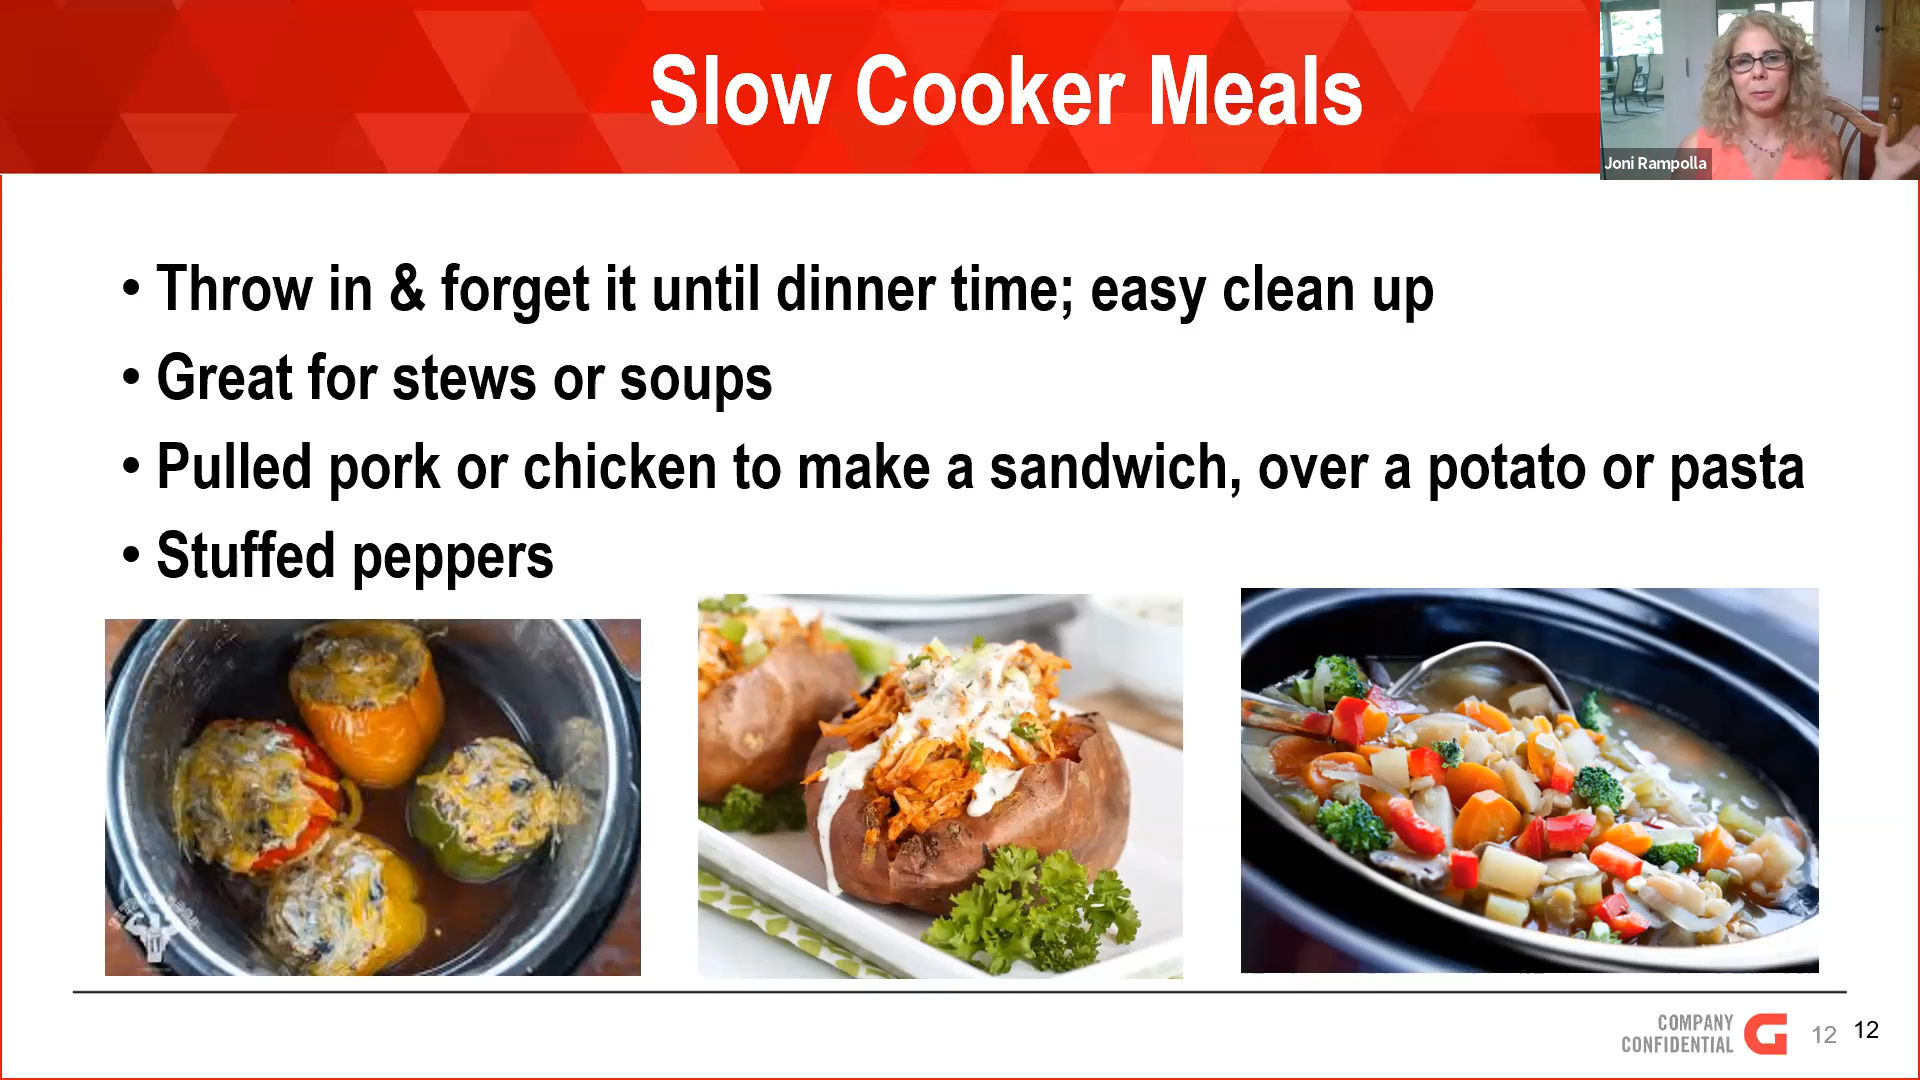 Slow Cooker Meals
Joni Rampolla
• Throw in & forget it until dinner time; easy clean up
• Great for stews or soups
• Pulled pork or chicken to make a sandwich, over a potato or pasta
• Stuffed peppers
COMPANY
CONFIDENTIAL
G
12
12